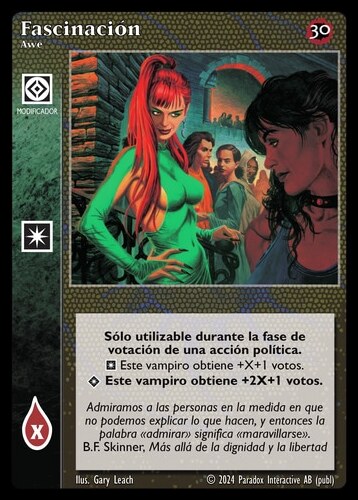 Fascinación
30
Awe
MODIFICADOR
Sólo utilizable durante la fase de
votación de una acción política.
Este vampiro obtiene +X+1 votos.
Este vampiro obtiene +2X+1 votos.
Admiramos a las personas en la medida en que
no podemos explicar lo que hacen, y entonces la
palabra «admirar» significa «maravillarse».
B.F. Skinner, Más allá de la dignidad y la libertad
X
Ilus. Gary Leach
© 2024 Paradox Interactive AB (publ)